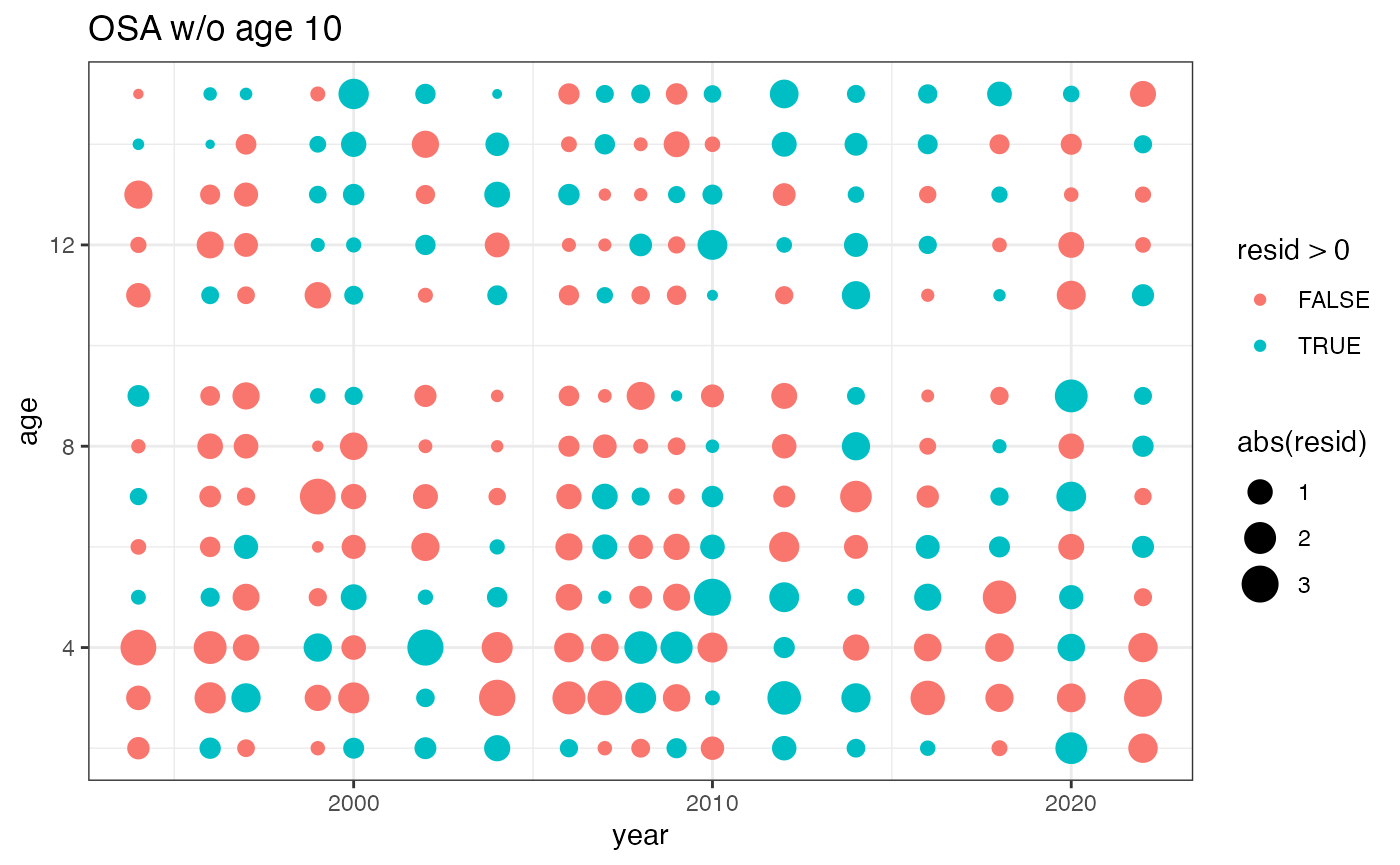 OSA w/o age 10
12
8
4
age
2000
2010
2020
year
resid > 0
FALSE
TRUE
abs(resid)
1
2
3